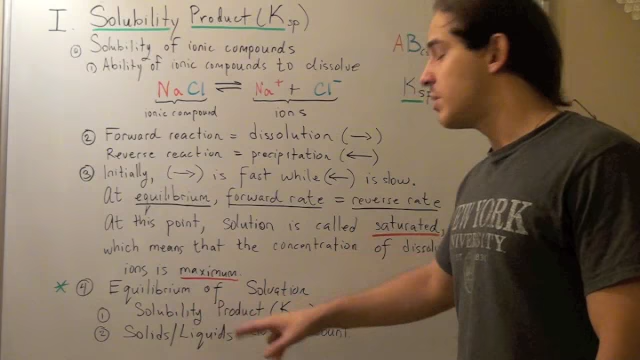 I. Solubility Product (Ksp)
① Solubility of ionic compounds
① Ability of ionic compounds to dissolve
NaCl ⇌ Na⁺ + Cl⁻
ionic compound ions
② Forward reaction = dissolution (→)
Reverse reaction = precipitation (←)
③ Initially, (→) is fast while (←) is slow.
At equilibrium, forward rate = reverse rate
At this point, solution is called saturated,
which means that the concentration of
ions is maximum.
* ④ Equilibrium of Solvation
① Solubility Product (K
② Solids/Liquids
AB
Ks
NEW YORK
UNIVERSITY